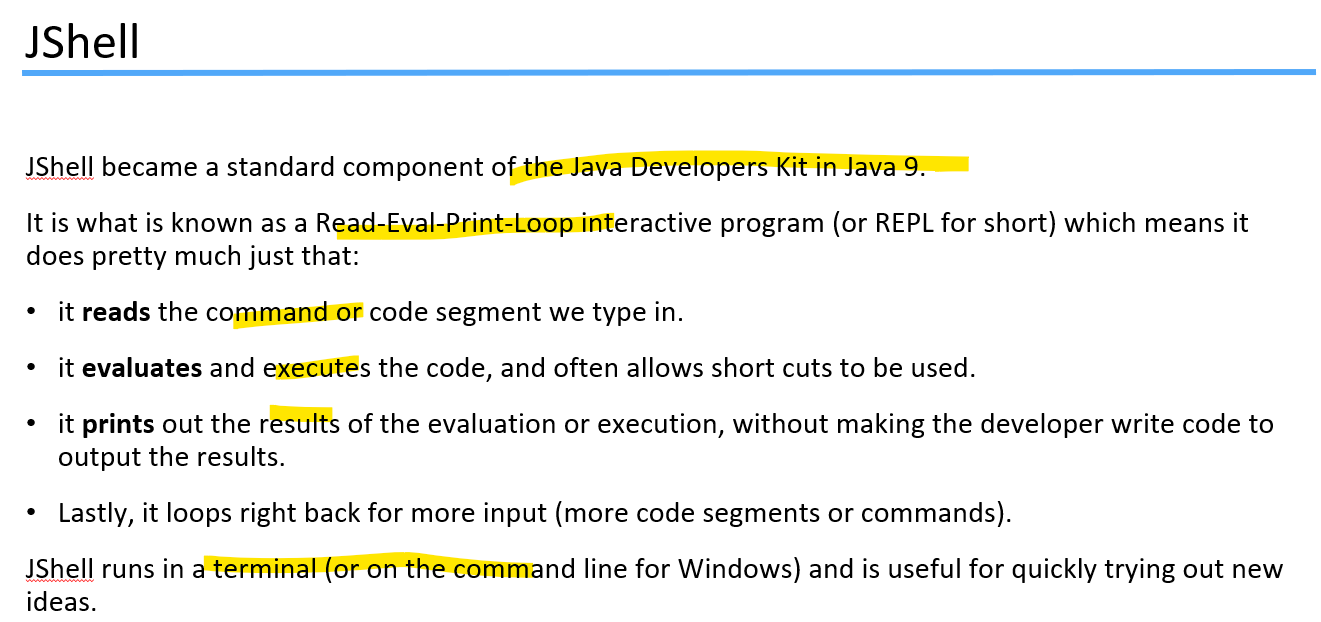 JShell
JShell became a standard component of the Java Developers Kit in Java 9.
It is what is known as a Read-Eval-Print-Loop interactive program (or REPL for short) which means it
does pretty much just that:
• it reads the command or code segment we type in.
• it evaluates and executes the code, and often allows short cuts to be used.
• it prints out the results of the evaluation or execution, without making the developer write code to
output the results.
• Lastly, it loops right back for more input (more code segments or commands).
JShell runs in a terminal (or on the command line for Windows) and is useful for quickly trying out new
ideas.